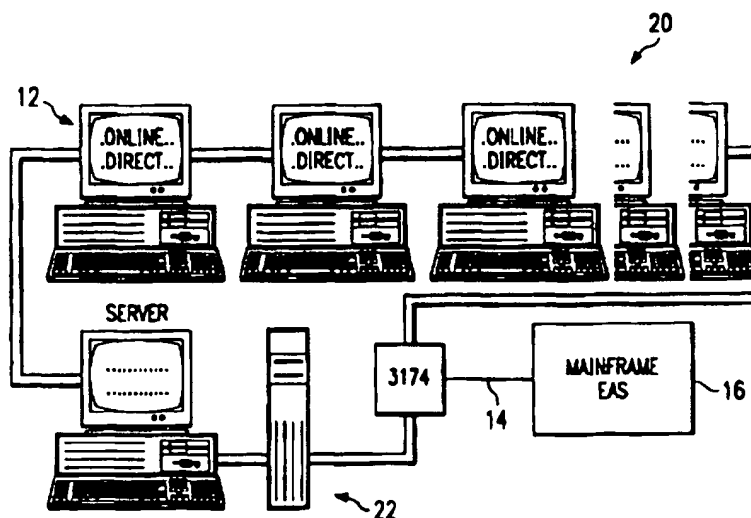 20
12
.ONLINE..
.DIRECT..
.ONLINE..
.DIRECT..
.ONLINE..
.DIRECT..
...
...
...
...
SERVER
............
............
3174
14
MAINFRAME
EAS
16
22